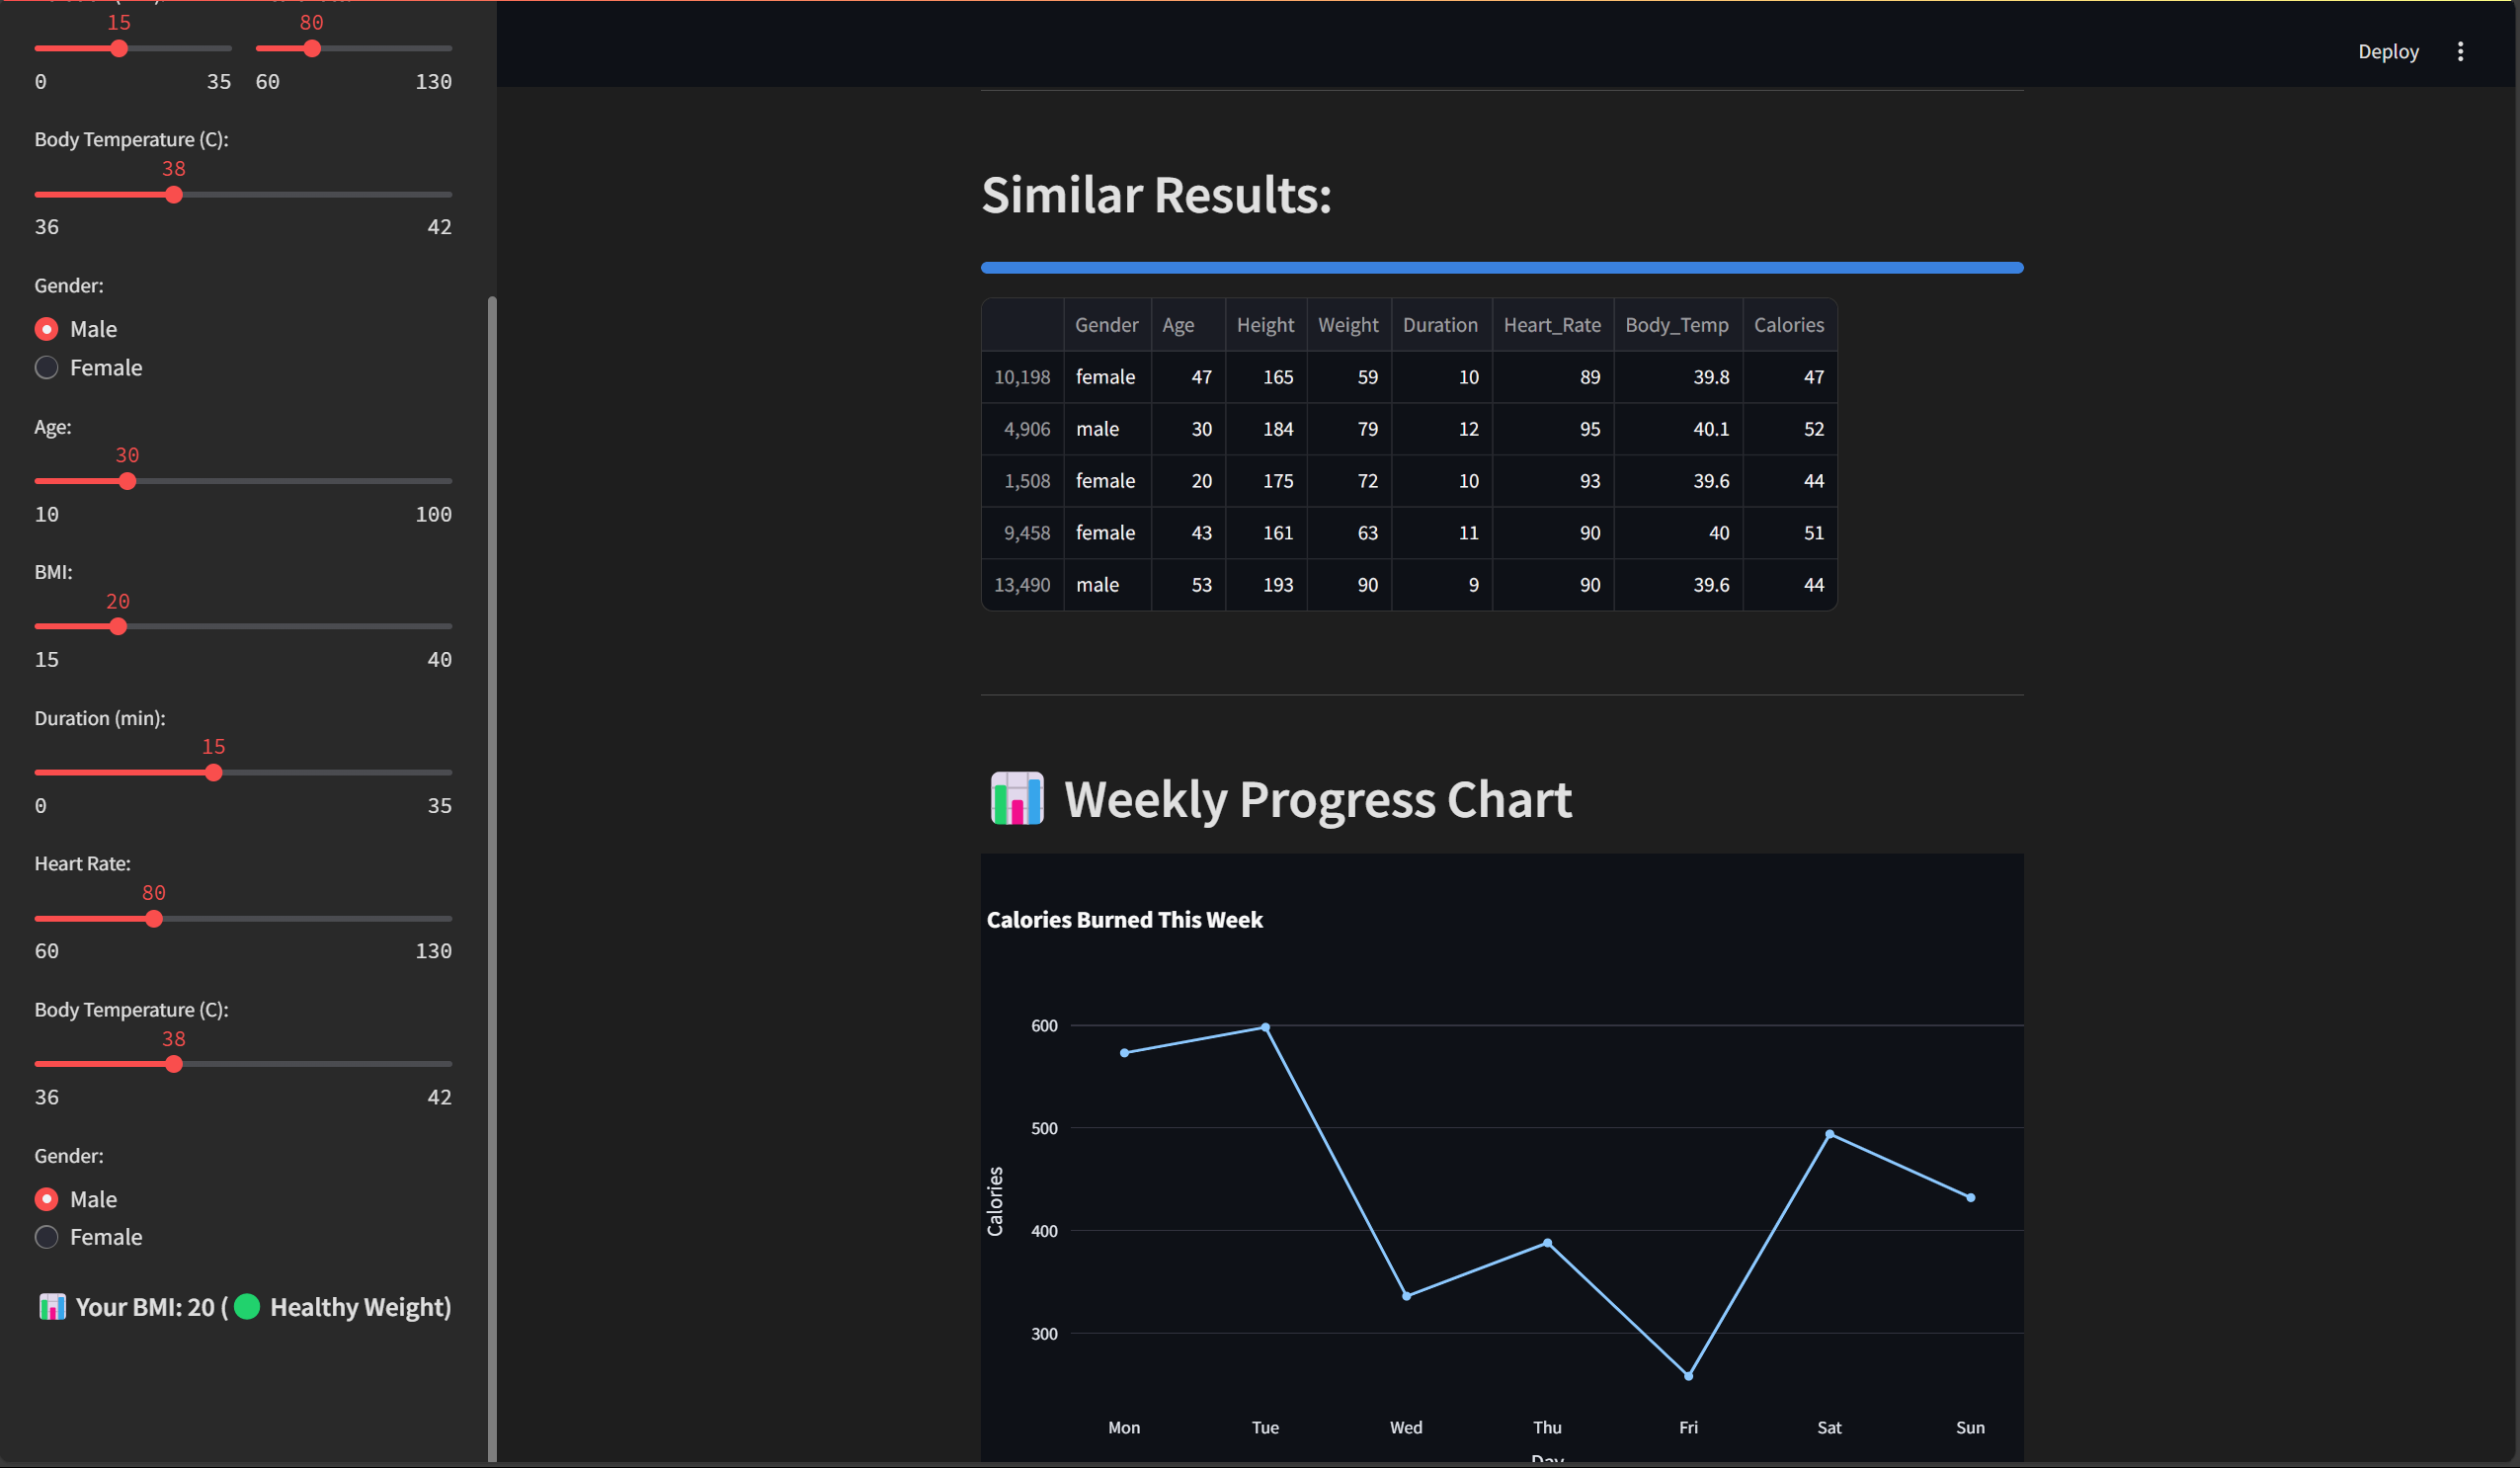 15 80
0 35 60 130
Body Temperature (C):
38
36 42
Gender:
Male
Female
Age:
30
10 100
BMI:
20
15 40
Duration (min):
15
0 35
Heart Rate:
80
60 130
Body Temperature (C):
38
36 42
Gender:
Male
Female
Your BMI: 20 ( Healthy Weight)
Deploy
Similar Results:
Gender Age Height Weight Duration Heart_Rate Body_Temp Calories
10,198 female 47 165 59 10 89 39.8 47
4,906 male 30 184 79 12 95 40.1 52
1,508 female 20 175 72 10 93 39.6 44
9,458 female 43 161 63 11 90 40 51
13,490 male 53 193 90 9 90 39.6 44
Weekly Progress Chart
Calories Burned This Week
600
500
400
300
Calories
Mon Tue Wed Thu Fri Sat Sun
Day